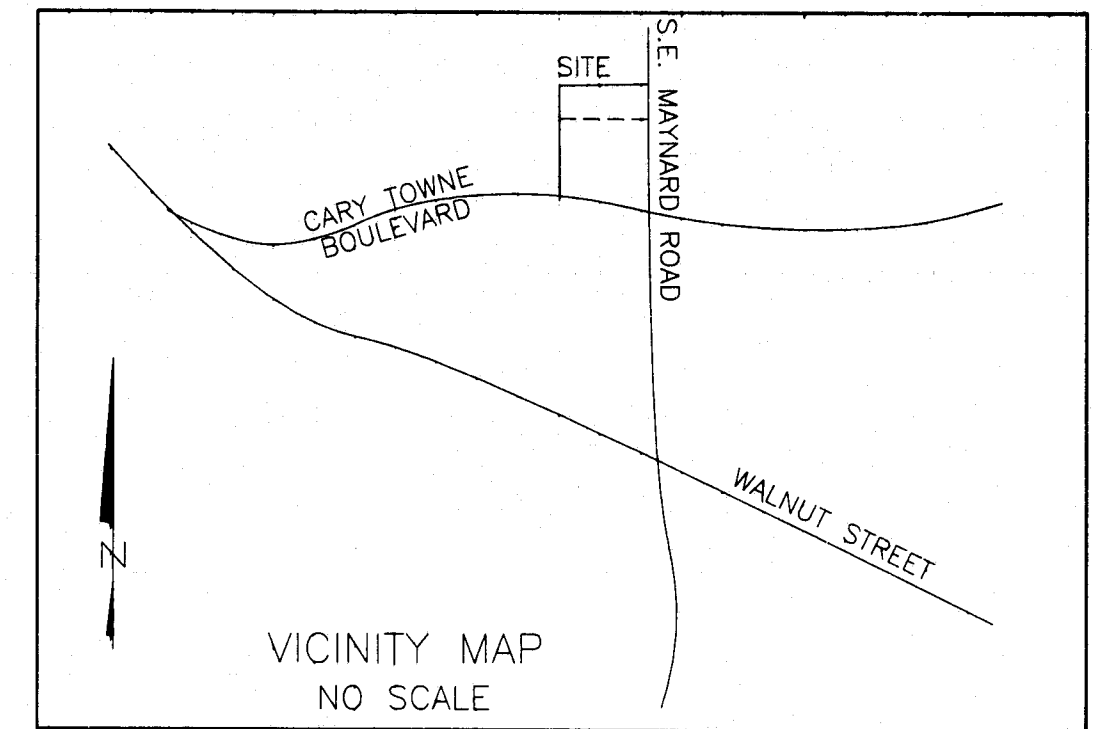 SITE
S.E. MAYNARD ROAD
CARY TOWNE
BOULEVARD
WALNUT STREET
N
VICINITY MAP
NO SCALE